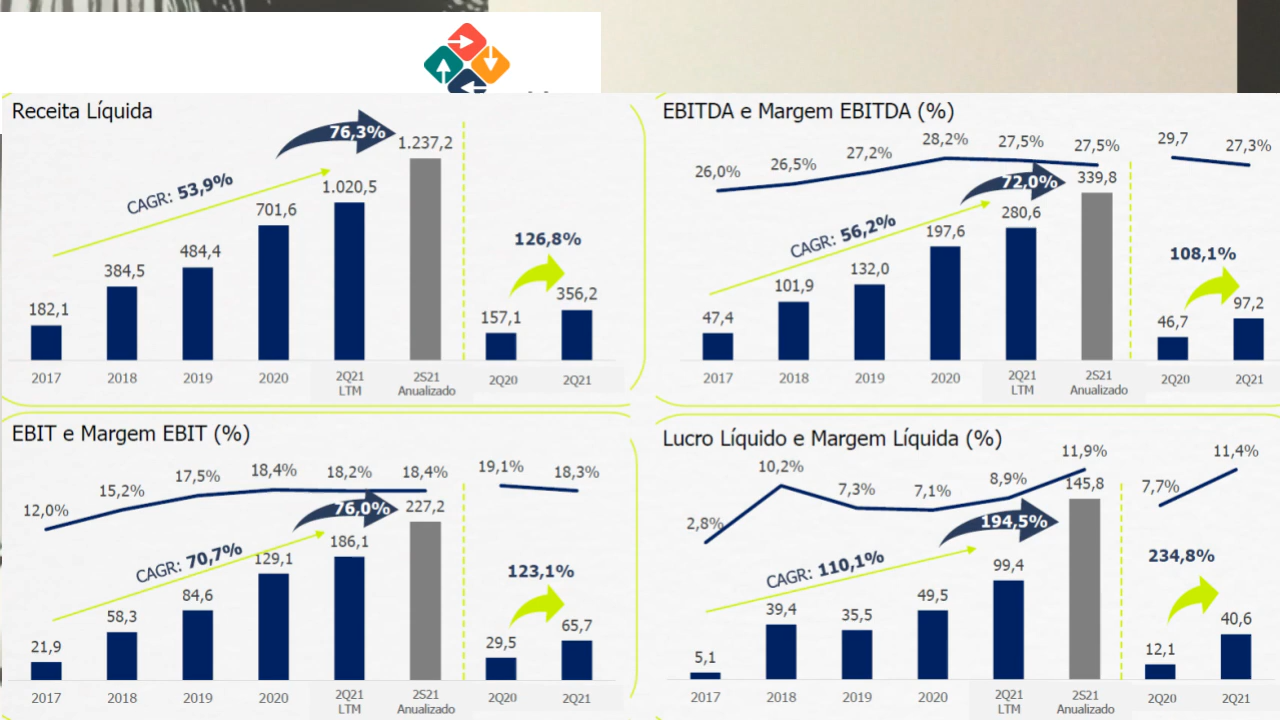 Receita Líquida
76,3%
CAGR: 53,9%
182,1
384,5
484,4
701,6
1.020,5
1.237,2
126,8%
157,1
356,2
2017
2018
2019
2020
2Q21
LTM
2S21
Anualizado
2Q20
2Q21
EBITDA e Margem EBITDA (%)
26,0%
26,5%
27,2%
28,2%
27,5%
27,5%
29,7
27,3%
72,0%
CAGR: 56,2%
47,4
101,9
132,0
197,6
280,6
339,8
108,1%
46,7
97,2
2017
2018
2019
2020
2Q21
LTM
2S21
Anualizado
2Q20
2Q21
EBIT e Margem EBIT (%)
12,0%
15,2%
17,5%
18,4%
18,2%
18,4%
19,1%
18,3%
76,0%
CAGR: 70,7%
21,9
58,3
84,6
129,1
186,1
227,2
123,1%
29,5
65,7
2017
2018
2019
2020
2Q21
LTM
2S21
Anualizado
2Q20
2Q21
Lucro Líquido e Margem Líquida (%)
2,8%
10,2%
7,3%
7,1%
8,9%
11,9%
7,7%
11,4%
194,5%
CAGR: 110,1%
5,1
39,4
35,5
49,5
99,4
145,8
234,8%
12,1
40,6
2017
2018
2019
2020
2Q21
LTM
2S21
Anualizado
2Q20
2Q21